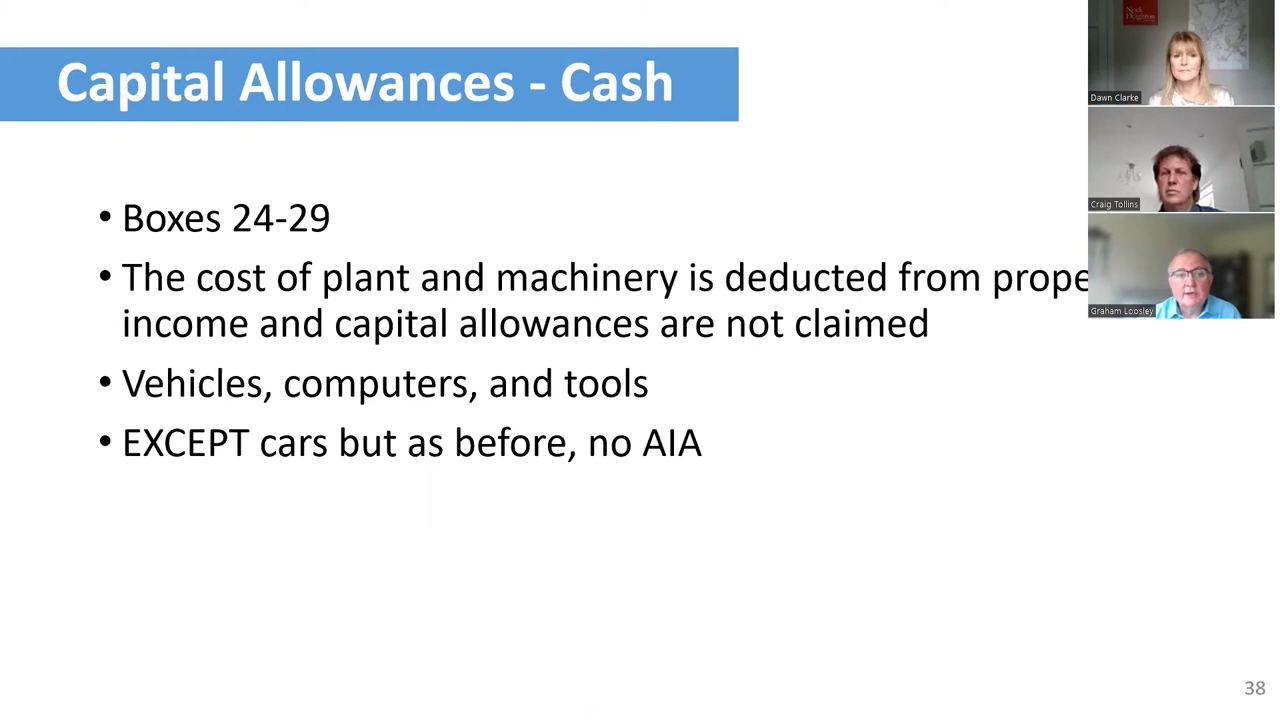 Capital Allowances - Cash
• Boxes 24-29
• The cost of plant and machinery is deducted from prope
income and capital allowances are not claimed
• Vehicles, computers, and tools
• EXCEPT cars but as before, no AIA
Nock
Deighton
Dawn Clarke
Craig Tollins
Graham Loosley
38